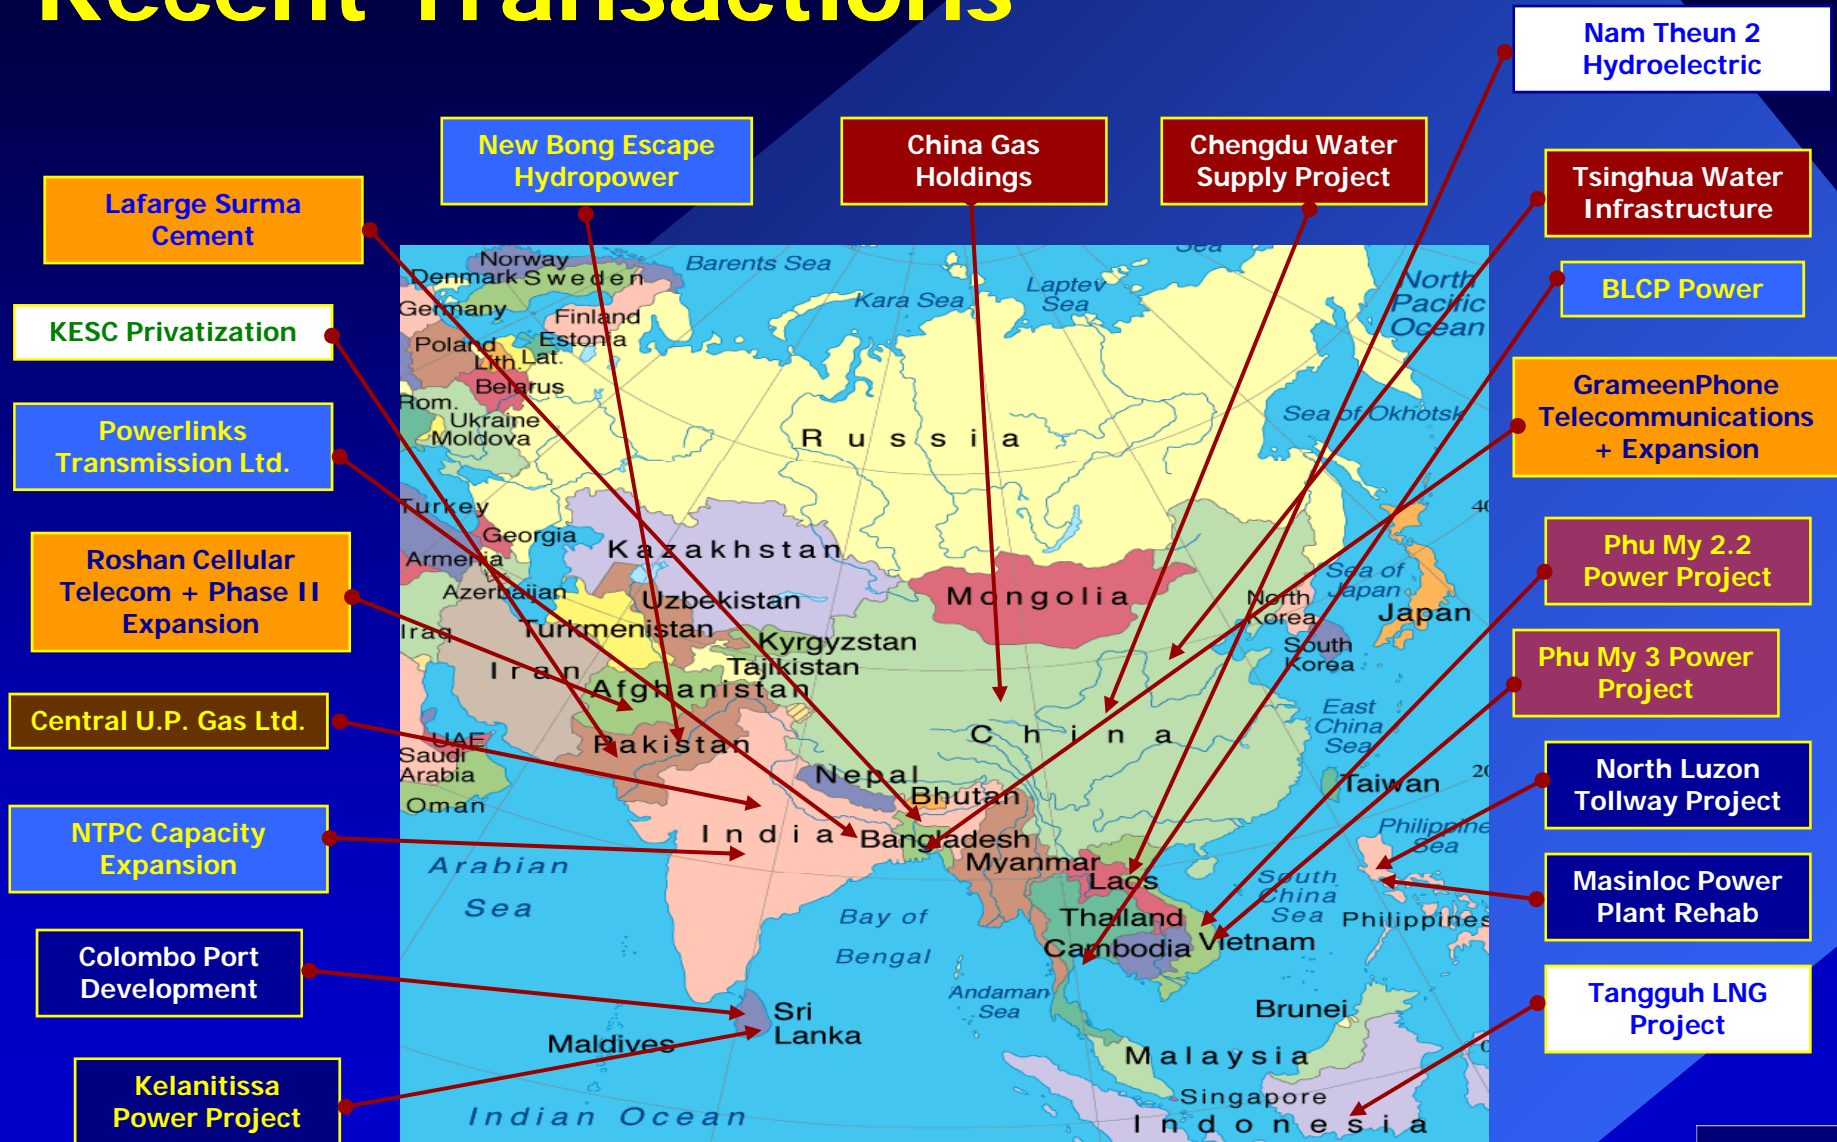 Recent Transactions
Nam Theun 2
Hydroelectric
New Bong Escape
Hydropower
China Gas
Holdings
Chengdu Water
Supply Project
Tsinghua Water
Infrastructure
Lafarge Surma
Cement
BLCP Power
KESC Privatization
GrameenPhone
Telecommunications
+ Expansion
Powerlinks
Transmission Ltd.
Phu My 2.2
Power Project
Roshan Cellular
Telecom + Phase II
Expansion
Phu My 3 Power
Project
Central U.P. Gas Ltd.
North Luzon
Tollway Project
NTPC Capacity
Expansion
Masinloc Power
Plant Rehab
Colombo Port
Development
Tangguh LNG
Project
Kelanitissa
Power Project
Norway
Barents Sea
Sea
Denmark
Sweden
Kara Sea
Laptev
Sea
North
Pacific
Ocean
Germany
Finland
Poland
Estonia
Lith.
Lat.
Belarus
Rom.
Ukraine
Moldova
Russia
Sea of Okhotsk
Turkey
Georgia
Kazakhstan
40
Armenia
Azerbaijan
Uzbekistan
Mongolia
North
Korea
Sea of
Japan
Japan
Iraq
Turkmenistan
Kyrgyzstan
South
Korea
Iran
Tajikistan
Afghanistan
East
China
Sea
China
UAE
Saudi
Arabia
Pakistan
Nepal
Taiwan
20
Oman
Bhutan
India
Bangladesh
Philippine
Sea
Arabian
Sea
Myanmar
Laos
South
China
Sea
Bay of
Bengal
Thailand
Philippines
Cambodia
Vietnam
Andaman
Sea
Sri
Lanka
Brunei
Maldives
Malaysia
0
Singapore
Indian Ocean
Indonesia